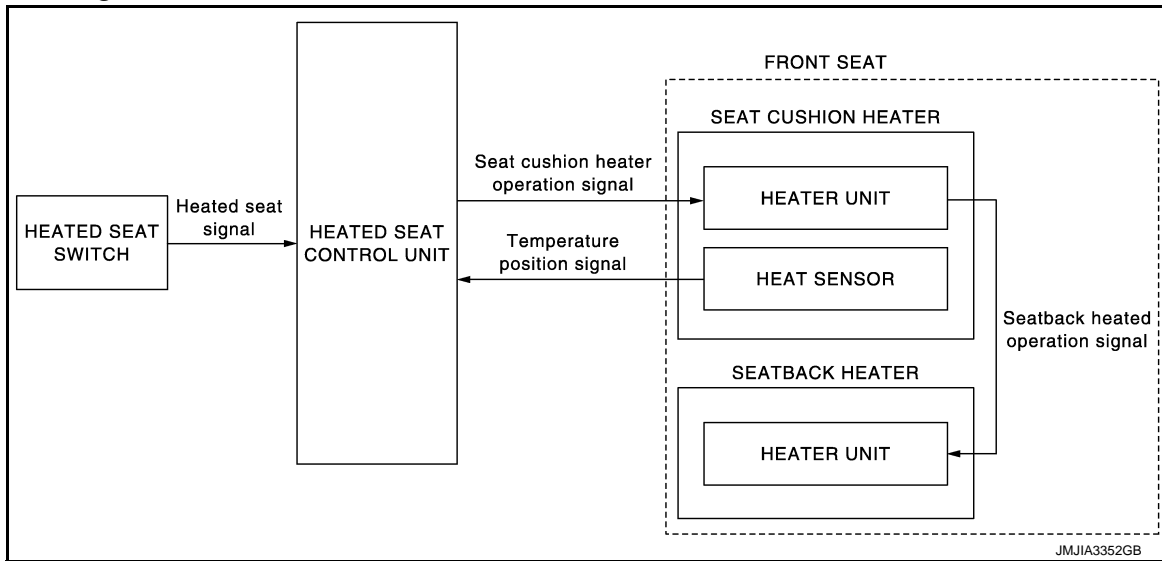 FRONT SEAT
SEAT CUSHION HEATER
Seat cushion heater
operation signal
HEATER UNIT
Heated seat
signal
HEATED SEAT
SWITCH
HEATED SEAT
CONTROL UNIT
Temperature
position signal
HEAT SENSOR
Seatback heated
operation signal
SEATBACK HEATER
HEATER UNIT
JMJIA3352GB